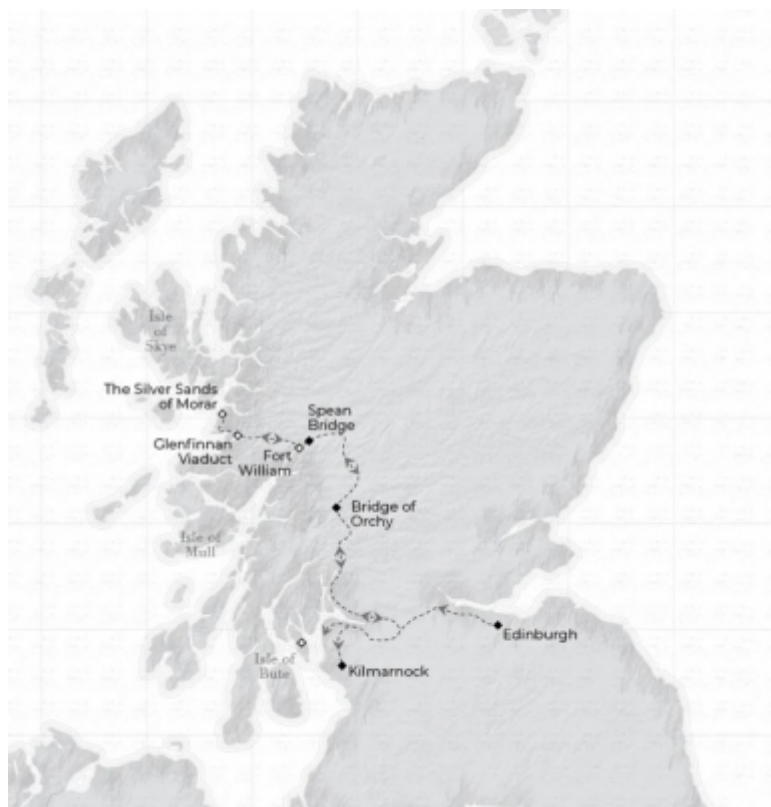 Isle
of
Skye
The Silver Sands
of Morar
Spean
Bridge
Glenfinnan
Viaduct
Fort
William
Bridge of
Orchy
Isle of
Mull
Edinburgh
Isle of
Bute
Kilmarnock